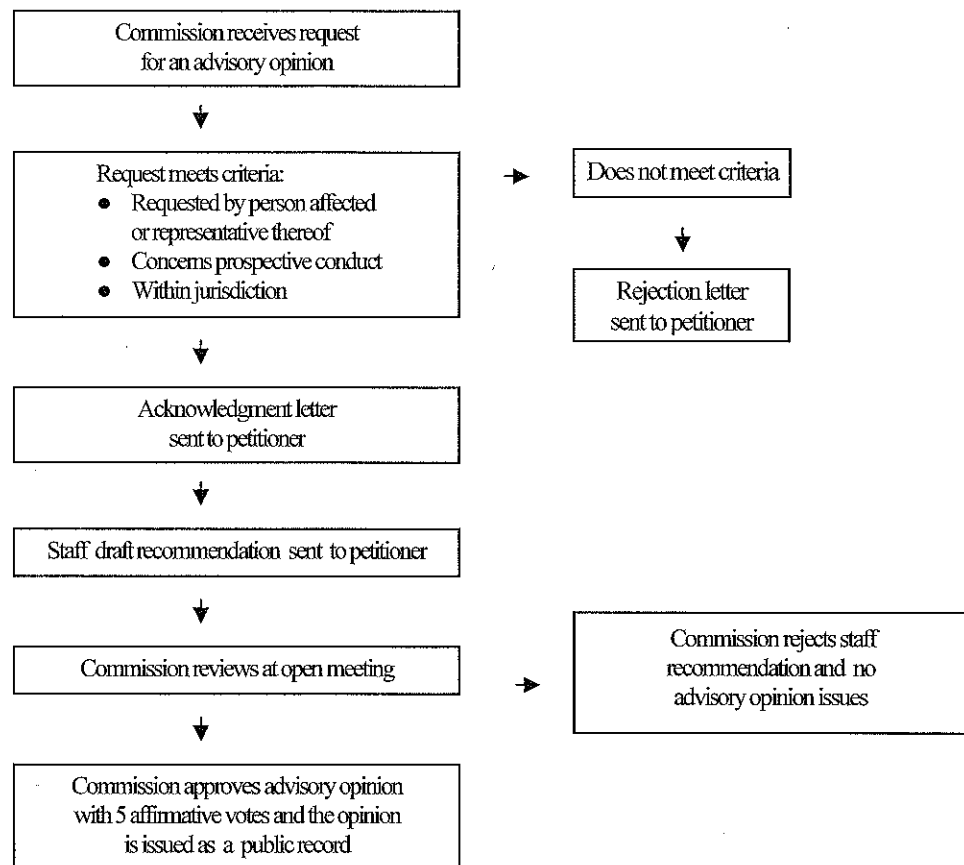 Commission receives request
for an advisory opinion
Request meets criteria:
● Requested by person affected
or representative thereof
● Concerns prospective conduct
● Within jurisdiction
Does not meet criteria
Rejection letter
sent to petitioner
Acknowledgment letter
sent to petitioner
Staff draft recommendation sent to petitioner
Commission reviews at open meeting
Commission rejects staff
recommendation and no
advisory opinion issues
Commission approves advisory opinion
with 5 affirmative votes and the opinion
is issued as a public record